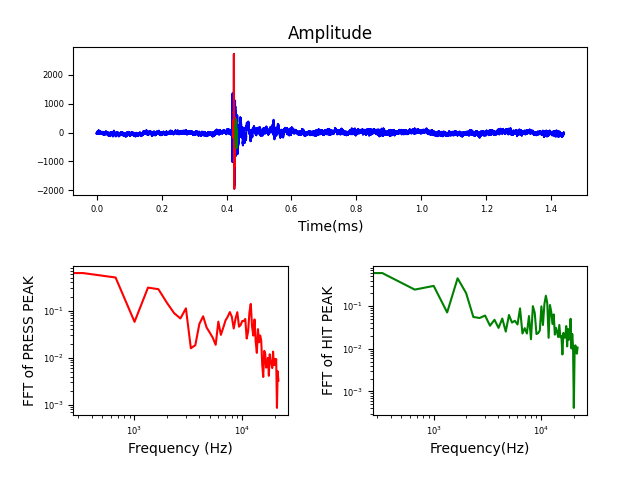 Amplitude
2000
1000
0
−1000
−2000
0.0 0.2 0.4 0.6 0.8 1.0 1.2 1.4
Time(ms)
FFT of PRESS PEAK
10⁻¹
10⁻²
10⁻³
10³ 10⁴
Frequency (Hz)
FFT of HIT PEAK
10⁻¹
10⁻²
10⁻³
10³ 10⁴
Frequency(Hz)